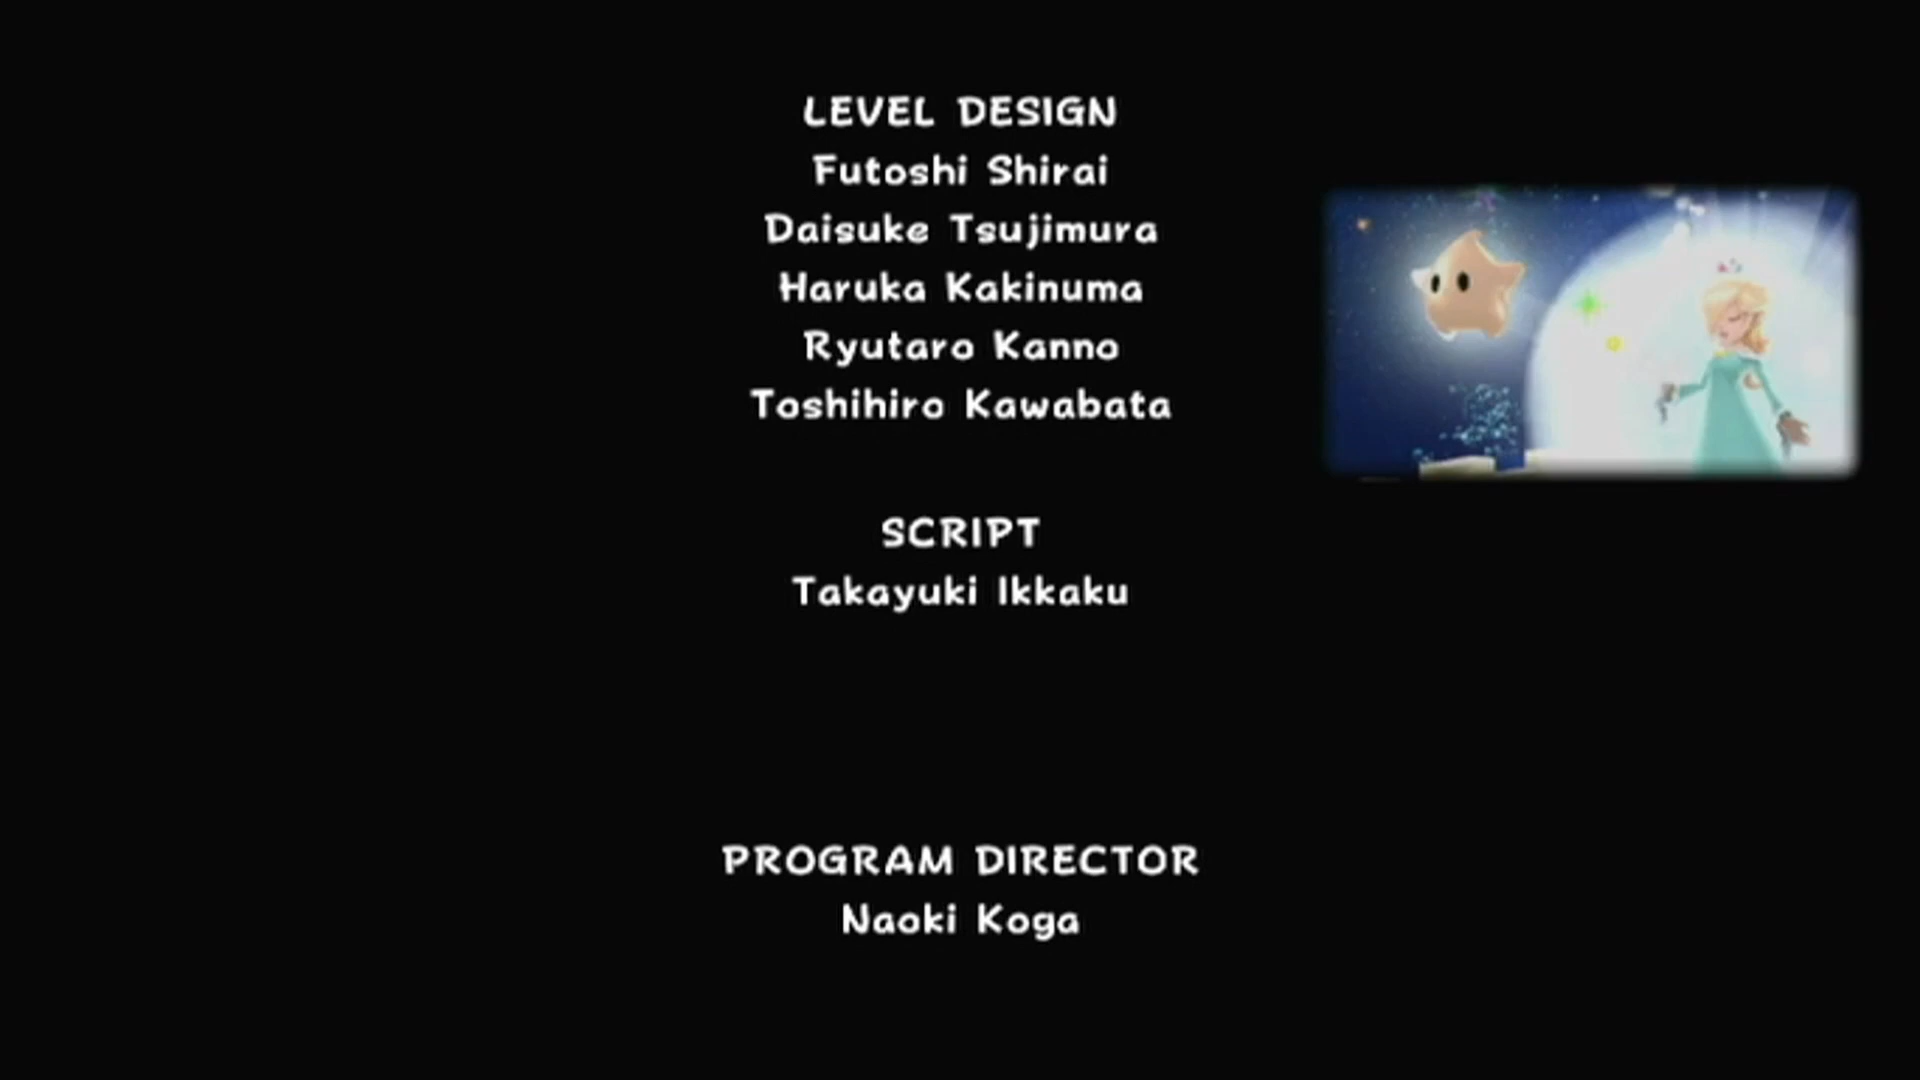 LEVEL DESIGN
Futoshi Shirai
Daisuke Tsujimura
Haruka Kakinuma
Ryutaro Kanno
Toshihiro Kawabata
SCRIPT
Takayuki Ikkaku
PROGRAM DIRECTOR
Naoki Koga